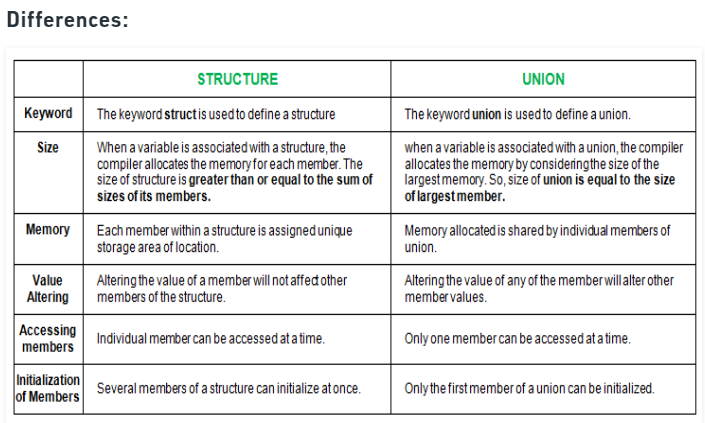 Differences:
STRUCTURE UNION
Keyword The keyword struct is used to define a structure The keyword union is used to define a union.
Size When a variable is associated with a structure, the when a variable is associated with a union, the compiler
compiler allocates the memory for each member. The allocates the memory by considering the size of the
size of structure is greater than or equal to the sum of largest memory. So, size of union is equal to the size
sizes of its members. of largest member.
Memory Each member within a structure is assigned unique Memory allocated is shared by individual members of
storage area of location. union.
Value Altering the value of a member will not affect other Altering the value of any of the member will alter other
Altering members of the structure. member values.
Accessing
members Individual member can be accessed at a time. Only one member can be accessed at a time.
Initialization
of Members Several members of a structure can initialize at once. Only the first member of a union can be initialized.